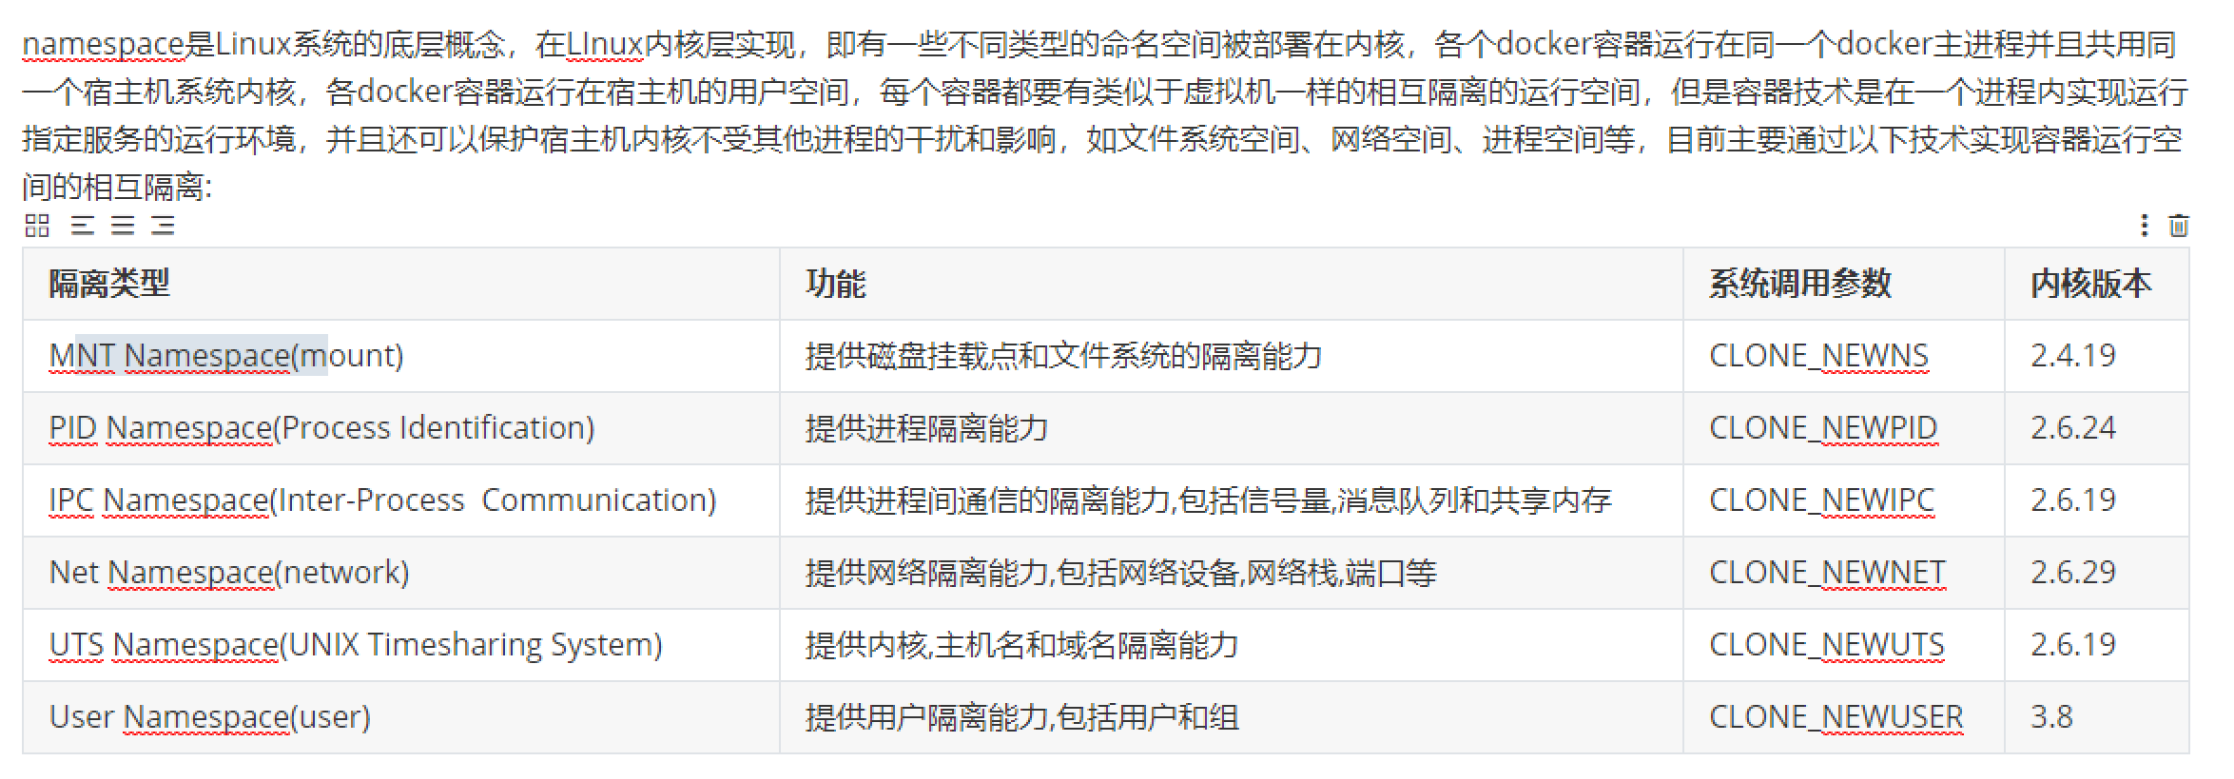 namespace是Linux系统的底层概念，在LInux内核层实现，即有一些不同类型的命名空间被部署在内核，各个docker容器运行在同一个docker主进程并且共用同
一个宿主机系统内核，各docker容器运行在宿主机的用户空间，每个容器都要有类似于虚拟机一样的相互隔离的运行空间，但是容器技术是在一个进程内实现运行
指定服务的运行环境，并且还可以保护宿主机内核不受其他进程的干扰和影响，如文件系统空间、网络空间、进程空间等，目前主要通过以下技术实现容器运行空
间的相互隔离:
隔离类型 功能 系统调用参数 内核版本
MNT Namespace(mount) 提供磁盘挂载点和文件系统的隔离能力 CLONE_NEWNS 2.4.19
PID Namespace(Process Identification) 提供进程隔离能力 CLONE_NEWPID 2.6.24
IPC Namespace(Inter-Process  Communication) 提供进程间通信的隔离能力,包括信号量,消息队列和共享内存 CLONE_NEWIPC 2.6.19
Net Namespace(network) 提供网络隔离能力,包括网络设备,网络栈,端口等 CLONE_NEWNET 2.6.29
UTS Namespace(UNIX Timesharing System) 提供内核,主机名和域名隔离能力 CLONE_NEWUTS 2.6.19
User Namespace(user) 提供用户隔离能力,包括用户和组 CLONE_NEWUSER 3.8